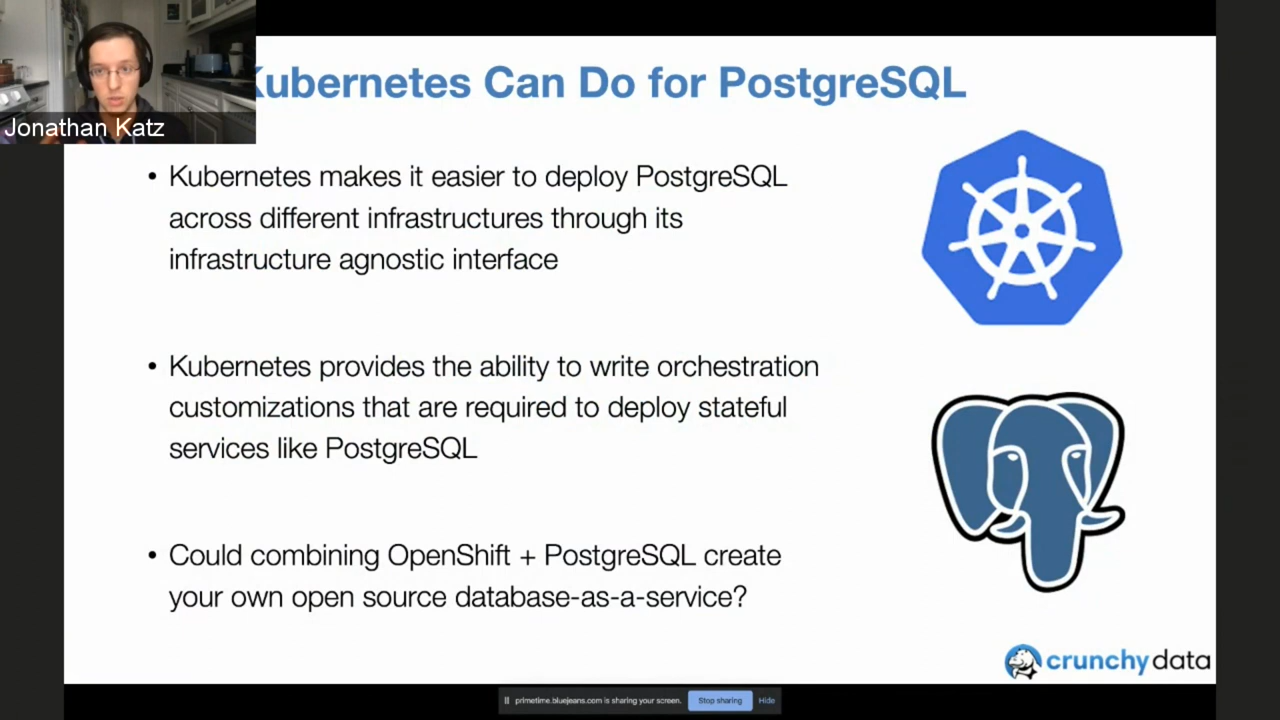 Kubernetes Can Do for PostgreSQL
Jonathan Katz
• Kubernetes makes it easier to deploy PostgreSQL
across different infrastructures through its
infrastructure agnostic interface
• Kubernetes provides the ability to write orchestration
customizations that are required to deploy stateful
services like PostgreSQL
• Could combining OpenShift + PostgreSQL create
your own open source database-as-a-service?
crunchydata
primetime.bluejeans.com is sharing your screen.
Stop sharing
Hide